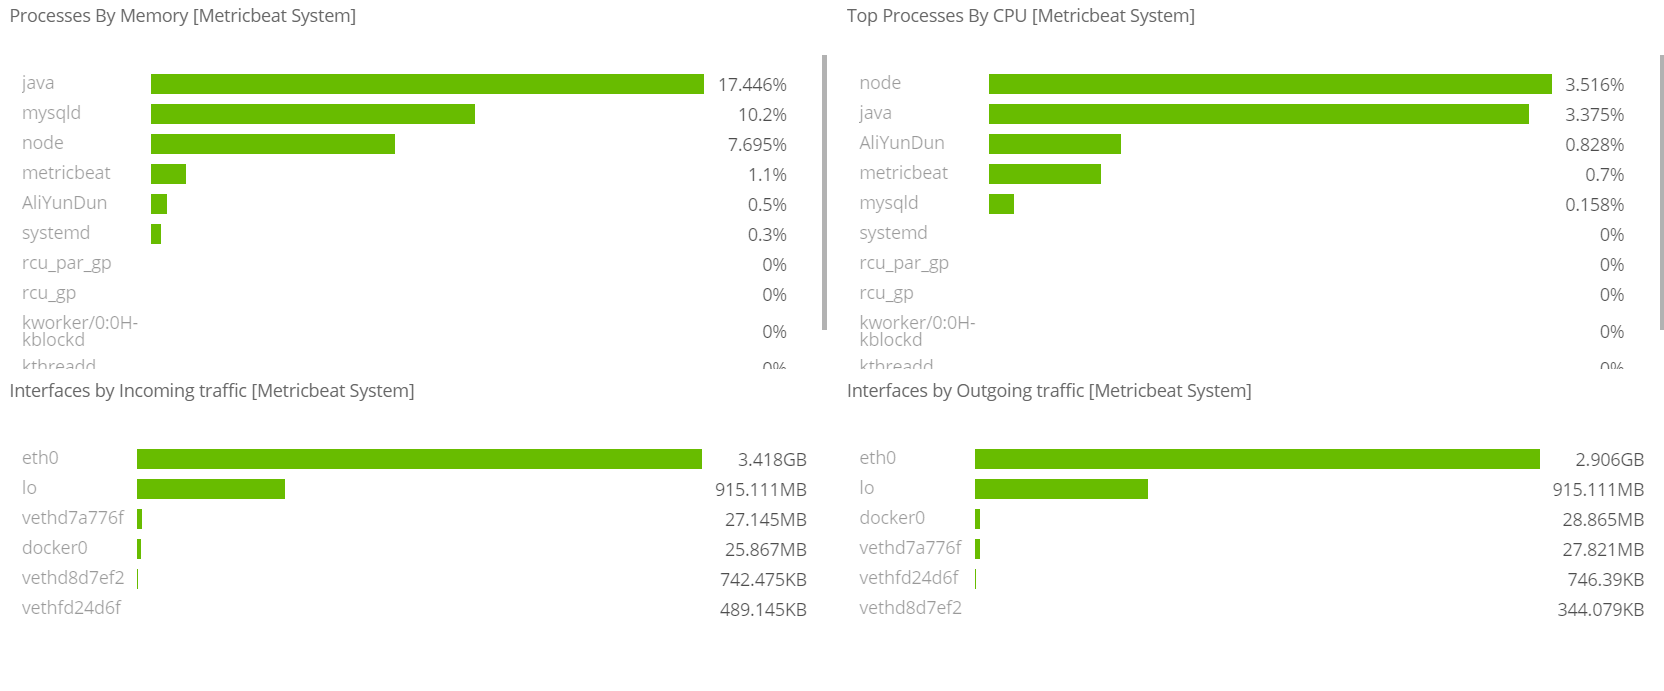 Processes By Memory [Metricbeat System]
java 17.446%
mysqld 10.2%
node 7.695%
metricbeat 1.1%
AliYunDun 0.5%
systemd 0.3%
rcu_par_gp 0%
rcu_gp 0%
kworker/0:0H-
kblockd 0%
kthreadd 0%
Top Processes By CPU [Metricbeat System]
node 3.516%
java 3.375%
AliYunDun 0.828%
metricbeat 0.7%
mysqld 0.158%
systemd 0%
rcu_par_gp 0%
rcu_gp 0%
kworker/0:0H-
kblockd 0%
kthreadd 0%
Interfaces by Incoming traffic [Metricbeat System]
eth0 3.418GB
lo 915.111MB
vethd7a776f 27.145MB
docker0 25.867MB
vethd8d7ef2 742.475KB
vethfd24d6f 489.145KB
Interfaces by Outgoing traffic [Metricbeat System]
eth0 2.906GB
lo 915.111MB
docker0 28.865MB
vethd7a776f 27.821MB
vethfd24d6f 746.39KB
vethd8d7ef2 344.079KB